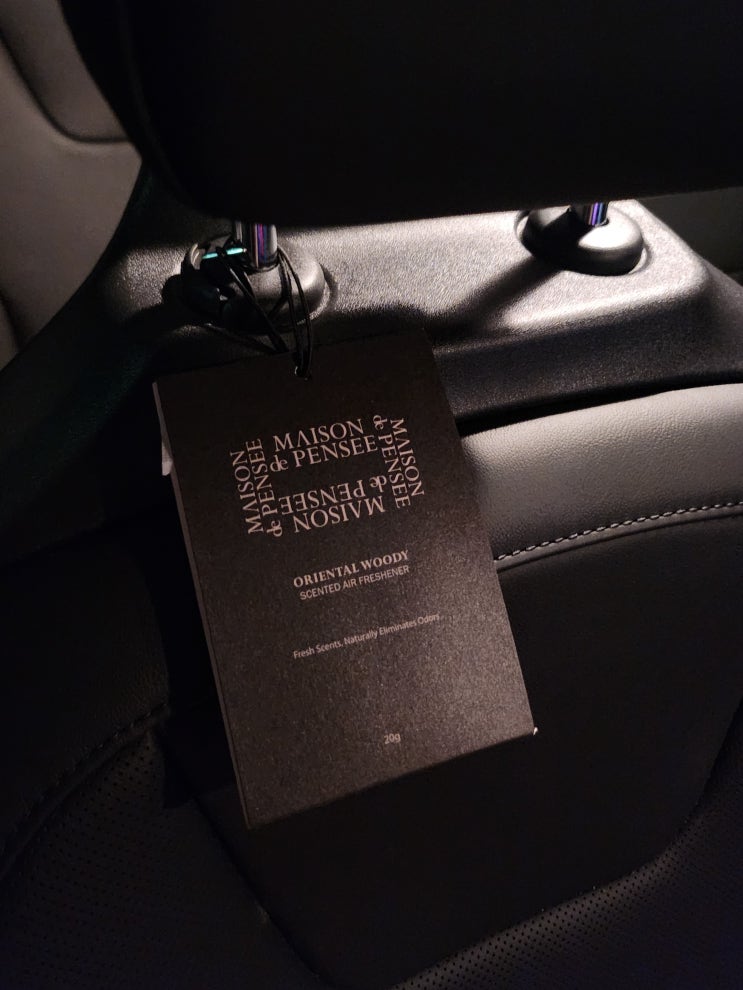 MAISON
de PENSEE
MAISON
de PENSEE
MAISON
de PENSEE
MAISON
de PENSEE
ORIENTAL WOODY
SCENTED AIR FRESHENER
Fresh Scents, Naturally Eliminates Odors
20g